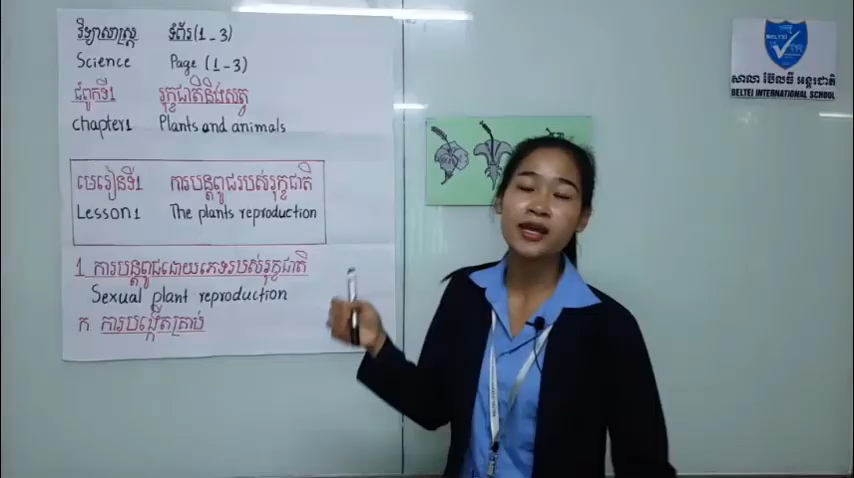 វិទ្យាសាស្ត្រ ទំព័រ(1_3)
Science Page (1-3)
ជំពូកទី1 រុក្ខជាតិនិងសត្វ
chapter1 Plants and animals
មេរៀនទី1 ការបន្តពូជរបស់រុក្ខជាតិ
Lesson1 The plants reproduction
1 ការបន្តពូជដោយភេទរបស់រុក្ខជាតិ
Sexual plant reproduction
ក ការបង្កើតគ្រាប់
BELTEI
សាលា ប៊ែលធី អន្តរជាតិ
BELTEI INTERNATIONAL SCHOOL